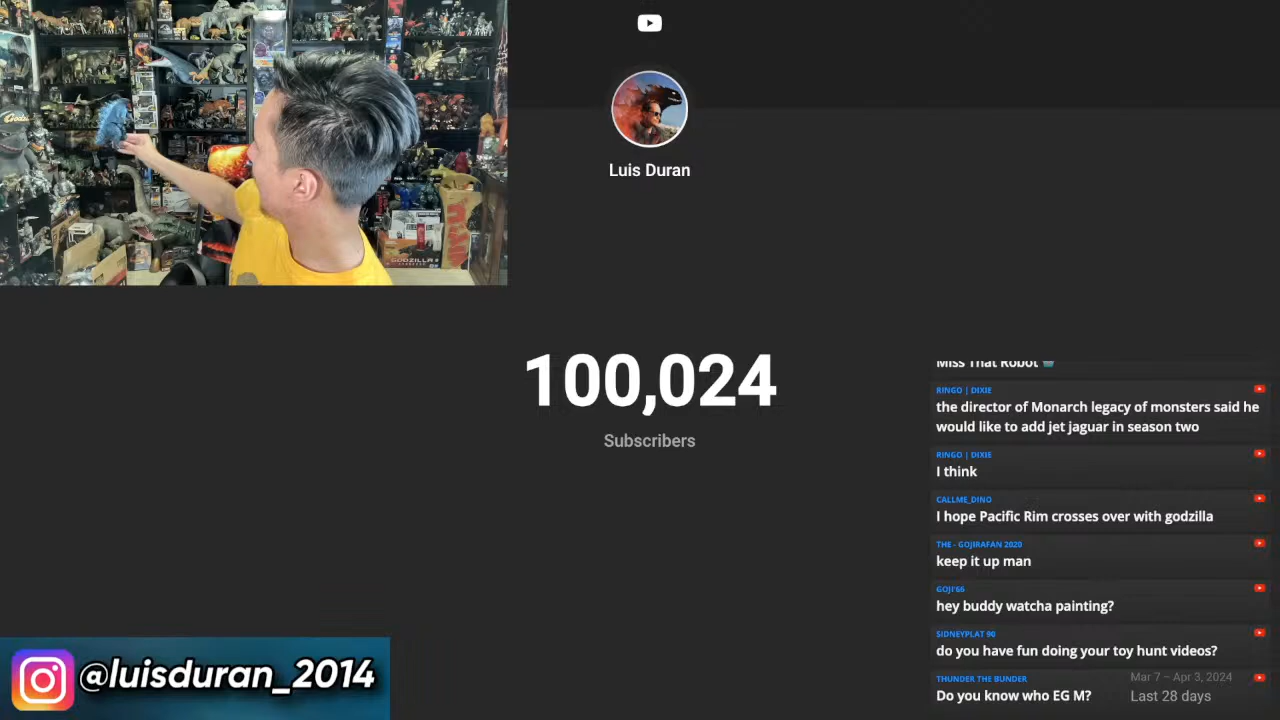 Luis Duran
100,024
Subscribers
Miss That Robot
RINGO | DIXIE
the director of Monarch legacy of monsters said he
would like to add jet jaguar in season two
RINGO | DIXIE
I think
CALLME_DINO
I hope Pacific Rim crosses over with godzilla
THE - GOJIRAFAN 2020
keep it up man
GOJI'66
hey buddy watcha painting?
SIDNEYPLAT 90
do you have fun doing your toy hunt videos?
THUNDER THE BUNDER
Do you know who EG M?
Mar 7 – Apr 3, 2024
Last 28 days
@luisduran_2014
GODZILLA